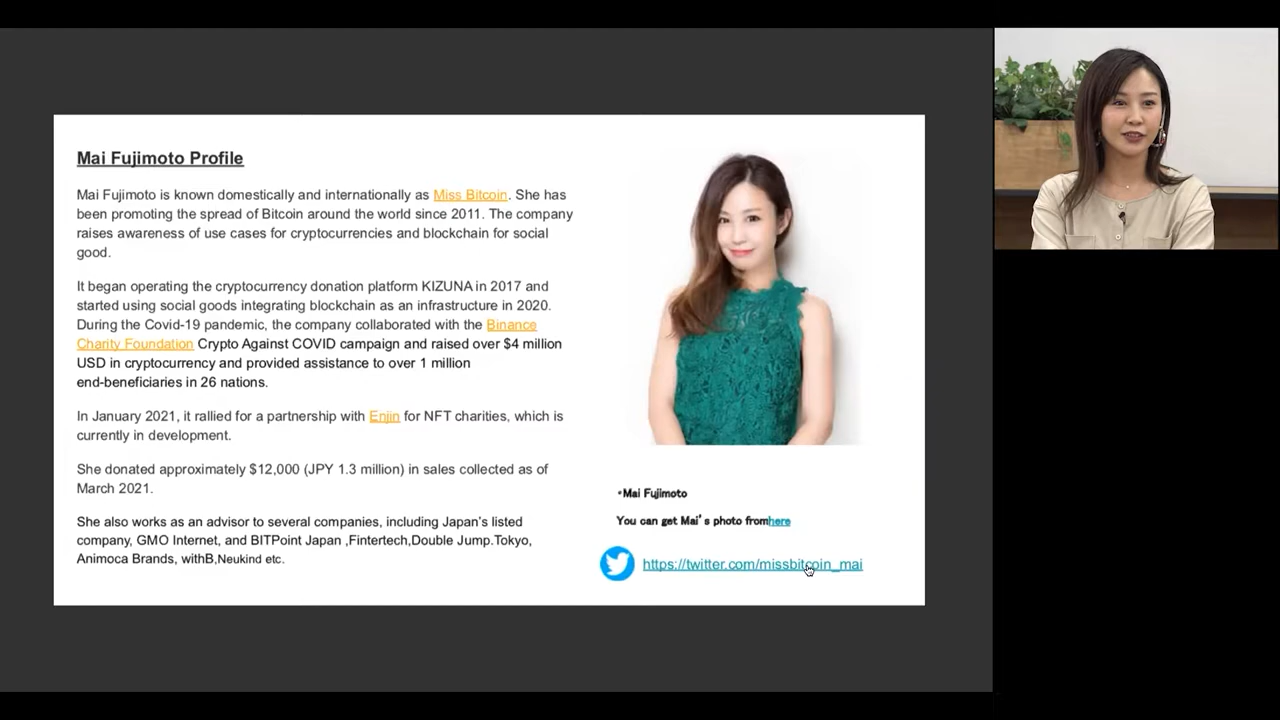 Mai Fujimoto Profile
Mai Fujimoto is known domestically and internationally as Miss Bitcoin. She has
been promoting the spread of Bitcoin around the world since 2011. The company
raises awareness of use cases for cryptocurrencies and blockchain for social
good.
It began operating the cryptocurrency donation platform KIZUNA in 2017 and
started using social goods integrating blockchain as an infrastructure in 2020.
During the Covid-19 pandemic, the company collaborated with the Binance
Charity Foundation Crypto Against COVID campaign and raised over $4 million
USD in cryptocurrency and provided assistance to over 1 million
end-beneficiaries in 26 nations.
In January 2021, it rallied for a partnership with Enjin for NFT charities, which is
currently in development.
She donated approximately $12,000 (JPY 1.3 million) in sales collected as of
March 2021.
She also works as an advisor to several companies, including Japan's listed
company, GMO Internet, and BITPoint Japan ,Fintertech,Double Jump.Tokyo,
Animoca Brands, withB,Neukind etc.
・Mai Fujimoto
You can get Mai's photo fromhere
https://twitter.com/missbitcoin_mai